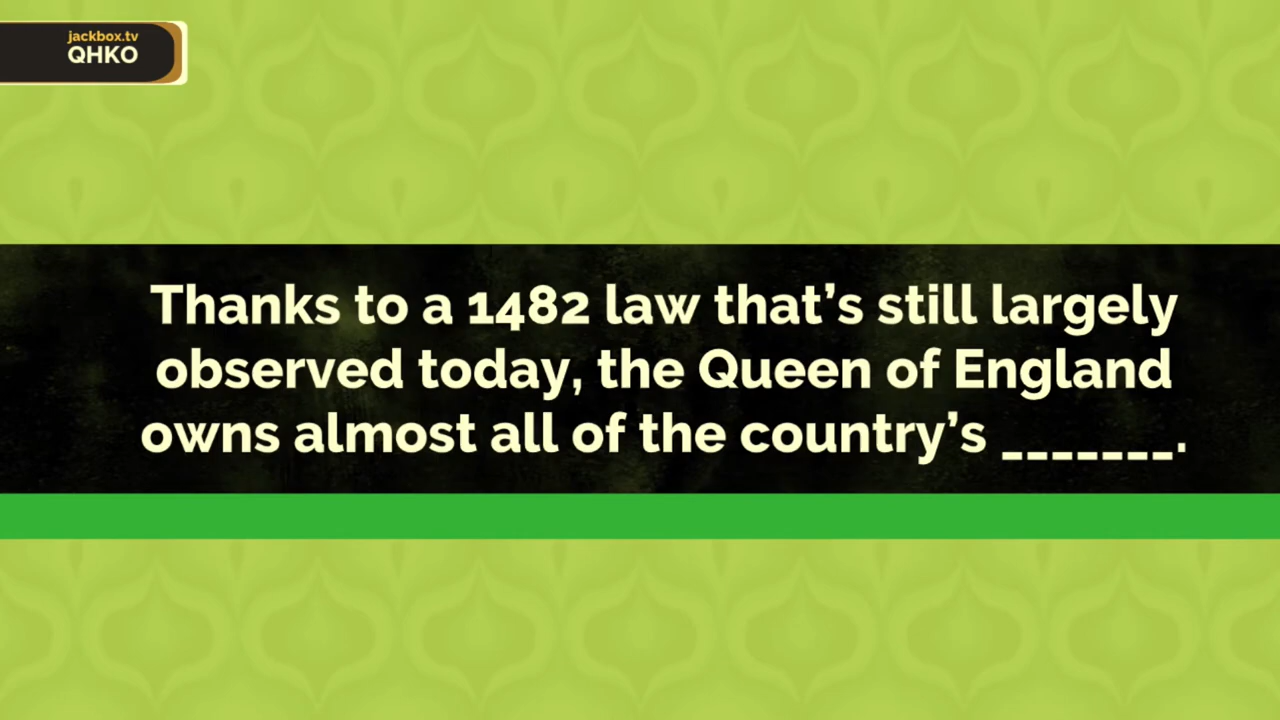 jackbox.tv
QHKO
Thanks to a 1482 law that’s still largely
observed today, the Queen of England
owns almost all of the country’s _______.